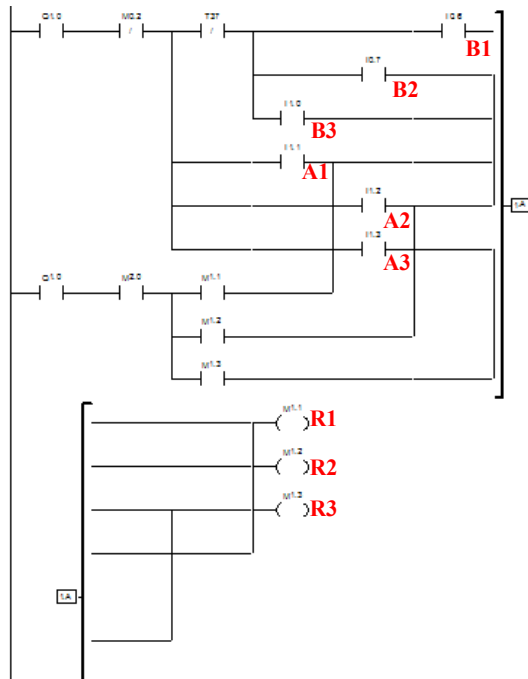 Q1.0 M0.2 T37 I0.6
B1
I0.7
B2
I1.0
B3
I1.1
A1
I1.2
A2
I1.3
A3
1A
Q1.0 M2.0 M1.1
M1.2
M1.3
M1.1
R1
M1.2
R2
M1.3
R3
1A